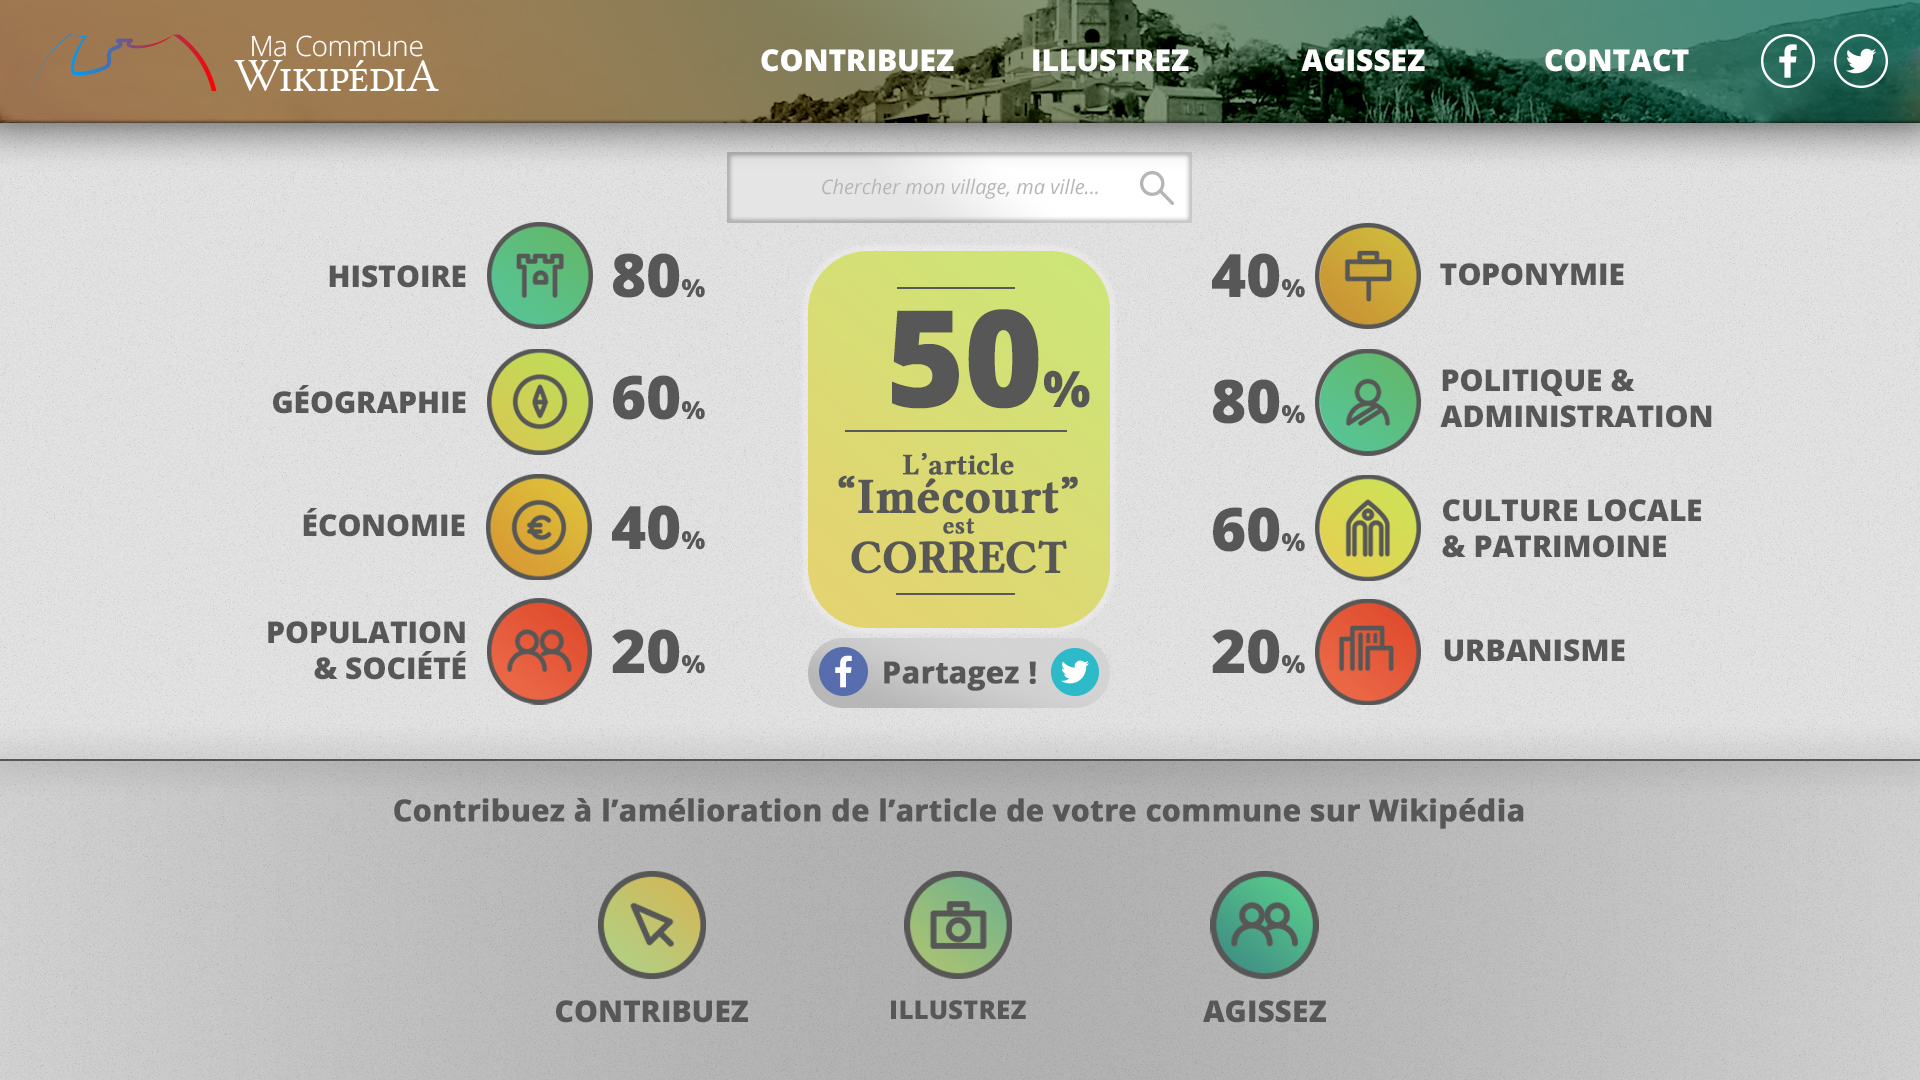 Ma Commune
WIKIPÉDIA
CONTRIBUEZ
ILLUSTREZ
AGISSEZ
CONTACT
Chercher mon village, ma ville...
HISTOIRE
80%
GÉOGRAPHIE
60%
ÉCONOMIE
40%
POPULATION
& SOCIÉTÉ
20%
50%
L’article
“Imécourt”
est
CORRECT
Partagez !
40%
TOPONYMIE
80%
POLITIQUE &
ADMINISTRATION
60%
CULTURE LOCALE
& PATRIMOINE
20%
URBANISME
Contribuez à l’amélioration de l’article de votre commune sur Wikipédia
CONTRIBUEZ
ILLUSTREZ
AGISSEZ